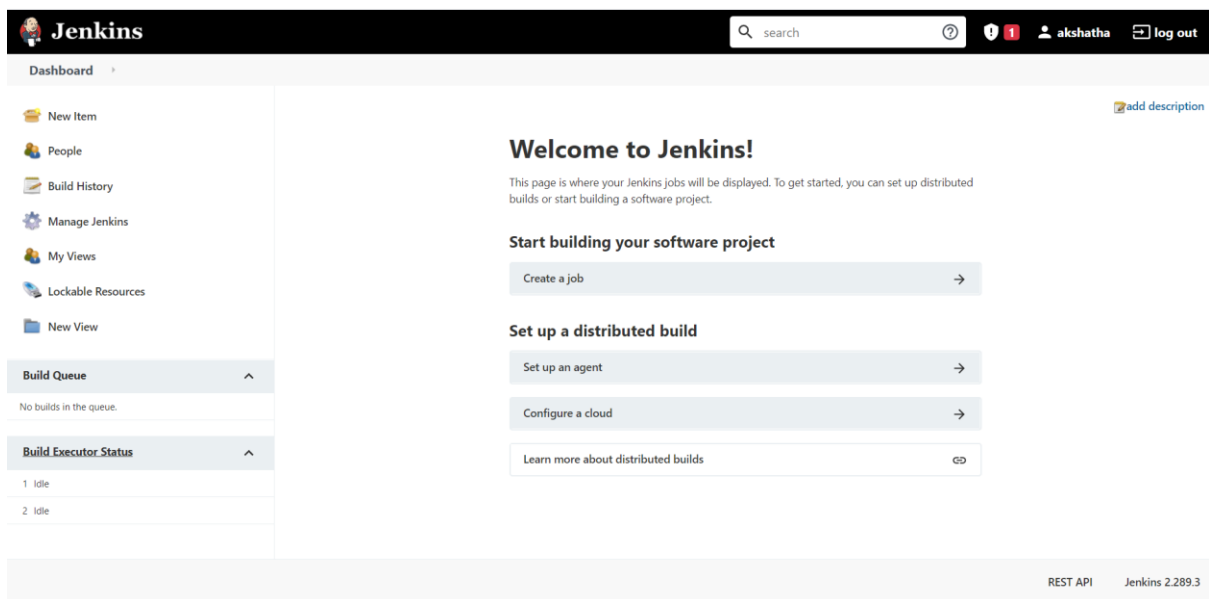 Jenkins
search
1
akshatha
log out
Dashboard
New Item
People
Build History
Manage Jenkins
My Views
Lockable Resources
New View
Build Queue
No builds in the queue.
Build Executor Status
1 Idle
2 Idle
add description
Welcome to Jenkins!
This page is where your Jenkins jobs will be displayed. To get started, you can set up distributed
builds or start building a software project.
Start building your software project
Create a job
Set up a distributed build
Set up an agent
Configure a cloud
Learn more about distributed builds
REST API
Jenkins 2.289.3